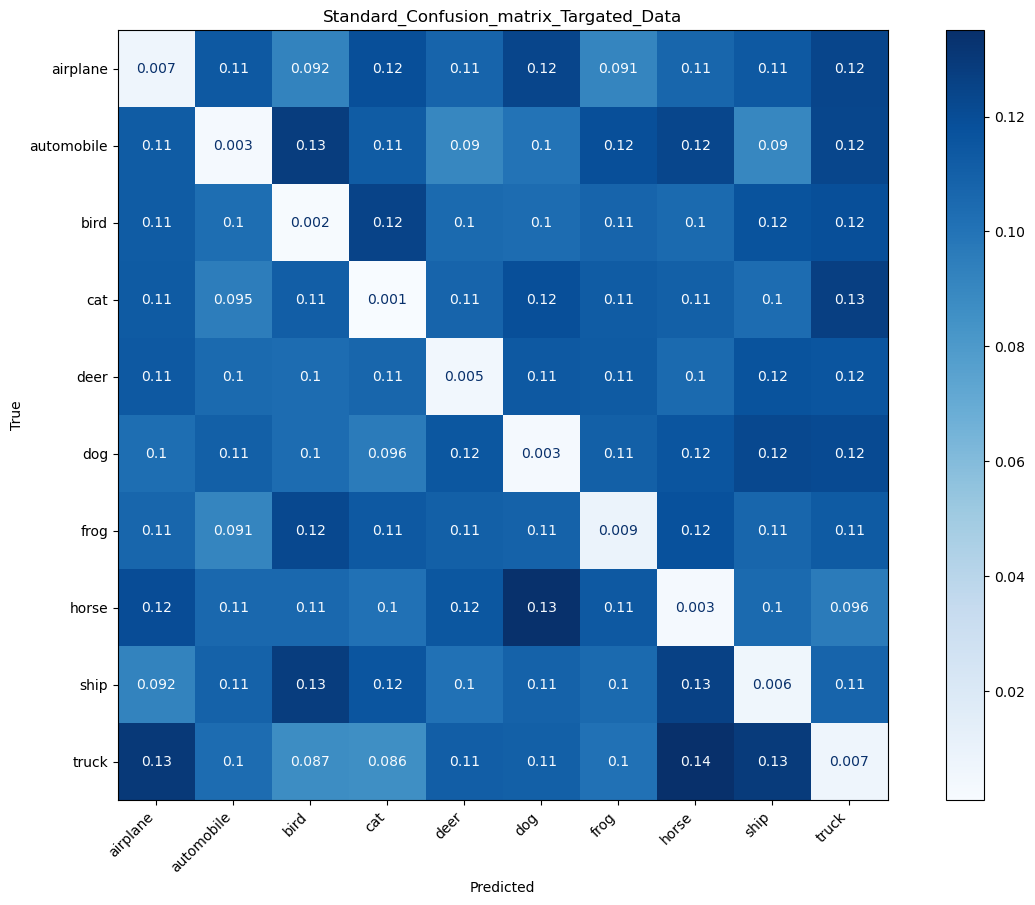 Standard_Confusion_matrix_Targated_Data
airplane 0.007 0.11 0.092 0.12 0.11 0.12 0.091 0.11 0.11 0.12
automobile 0.11 0.003 0.13 0.11 0.09 0.1 0.12 0.12 0.09 0.12
bird 0.11 0.1 0.002 0.12 0.1 0.1 0.11 0.1 0.12 0.12
cat 0.11 0.095 0.11 0.001 0.11 0.12 0.11 0.11 0.1 0.13
deer 0.11 0.1 0.1 0.11 0.005 0.11 0.11 0.1 0.12 0.12
dog 0.1 0.11 0.1 0.096 0.12 0.003 0.11 0.12 0.12 0.12
frog 0.11 0.091 0.12 0.11 0.11 0.11 0.009 0.12 0.11 0.11
horse 0.12 0.11 0.11 0.1 0.12 0.13 0.11 0.003 0.1 0.096
ship 0.092 0.11 0.13 0.12 0.1 0.11 0.1 0.13 0.006 0.11
truck 0.13 0.1 0.087 0.086 0.11 0.11 0.1 0.14 0.13 0.007
airplane automobile bird cat deer dog frog horse ship truck
Predicted
True
0.12
0.10
0.08
0.06
0.04
0.02